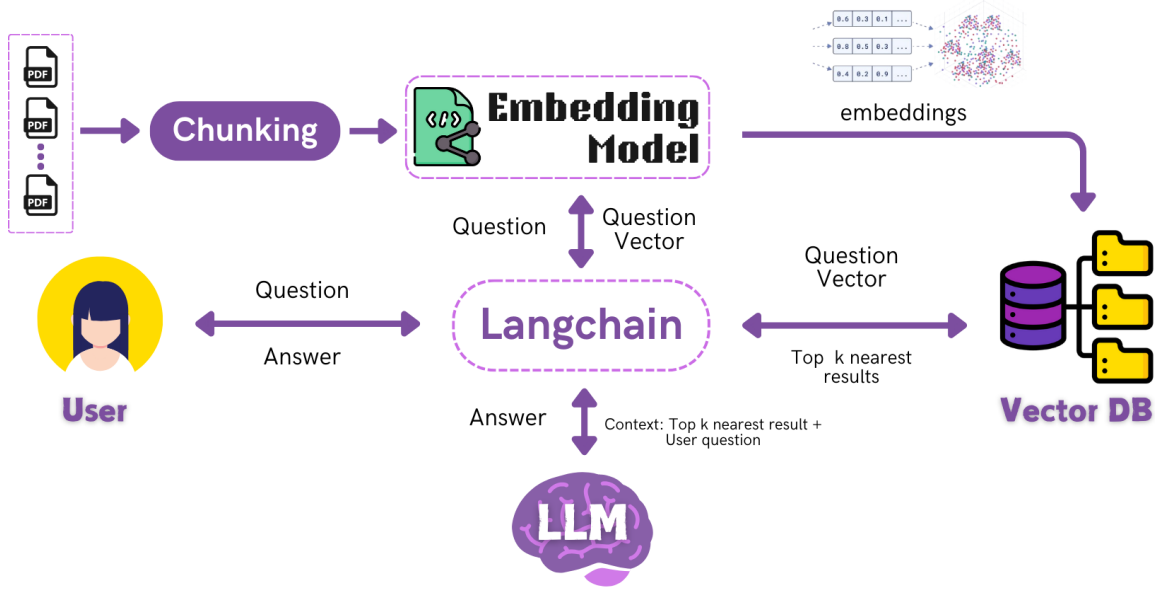 0.6 0.3 0.1 ...
0.8 0.5 0.3 ...
0.4 0.2 0.9 ...
embeddings
PDF
PDF
PDF
Chunking
</>
Embedding
Model
Question
Question
Vector
Question
Answer
Langchain
Question
Vector
Top k nearest
results
User
Vector DB
Answer
Context: Top k nearest result +
User question
LLM